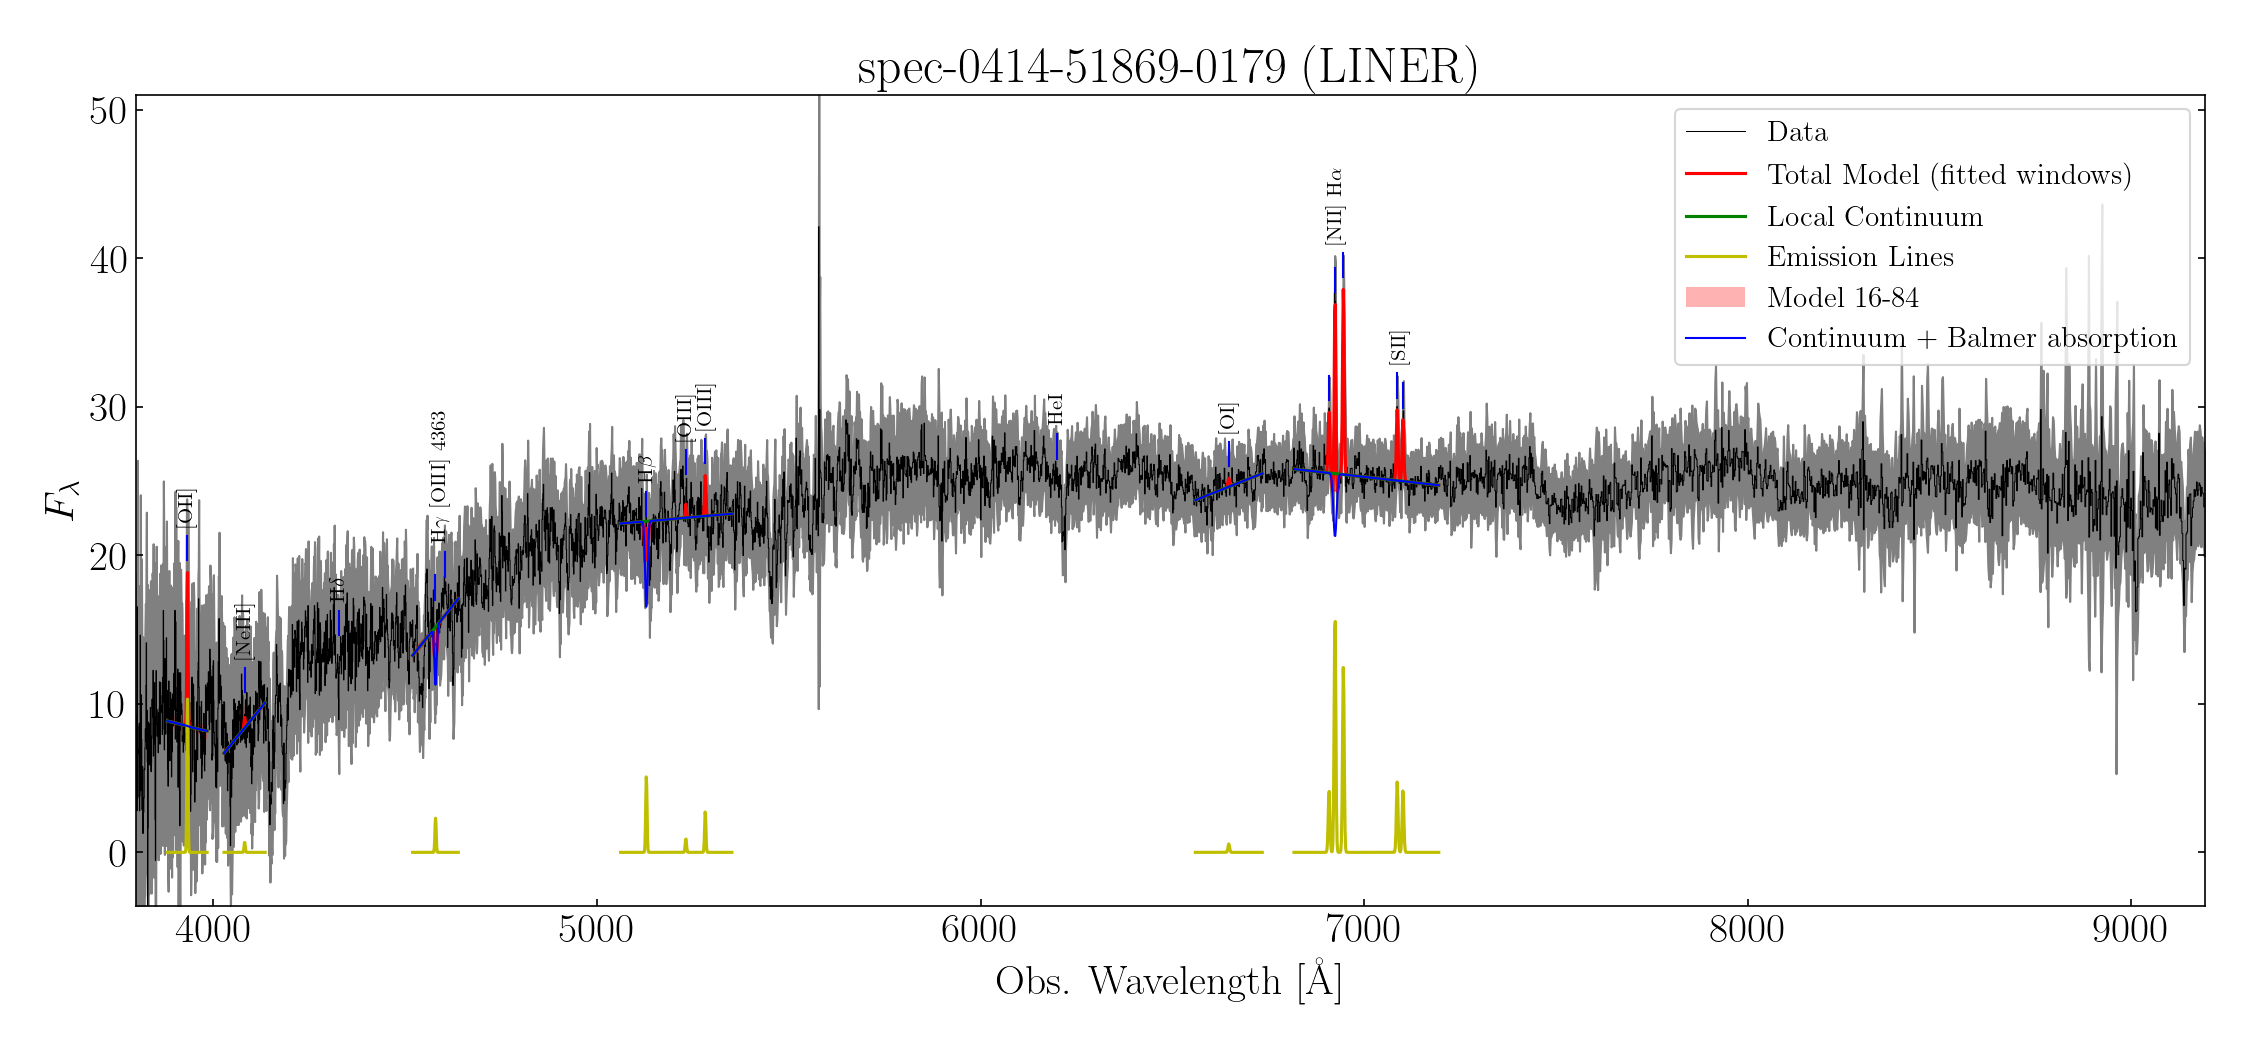 spec-0414-51869-0179 (LINER)
50
40
30
20
10
0
Fλ
[OII]
[NeIII]
Hδ
Hγ [OIII] 4363
Hβ
[OIII]
[OIII]
HeI
[OI]
[NII] Hα
[SII]
Data
Total Model (fitted windows)
Local Continuum
Emission Lines
Model 16-84
Continuum + Balmer absorption
4000 5000 6000 7000 8000 9000
Obs. Wavelength [Å]